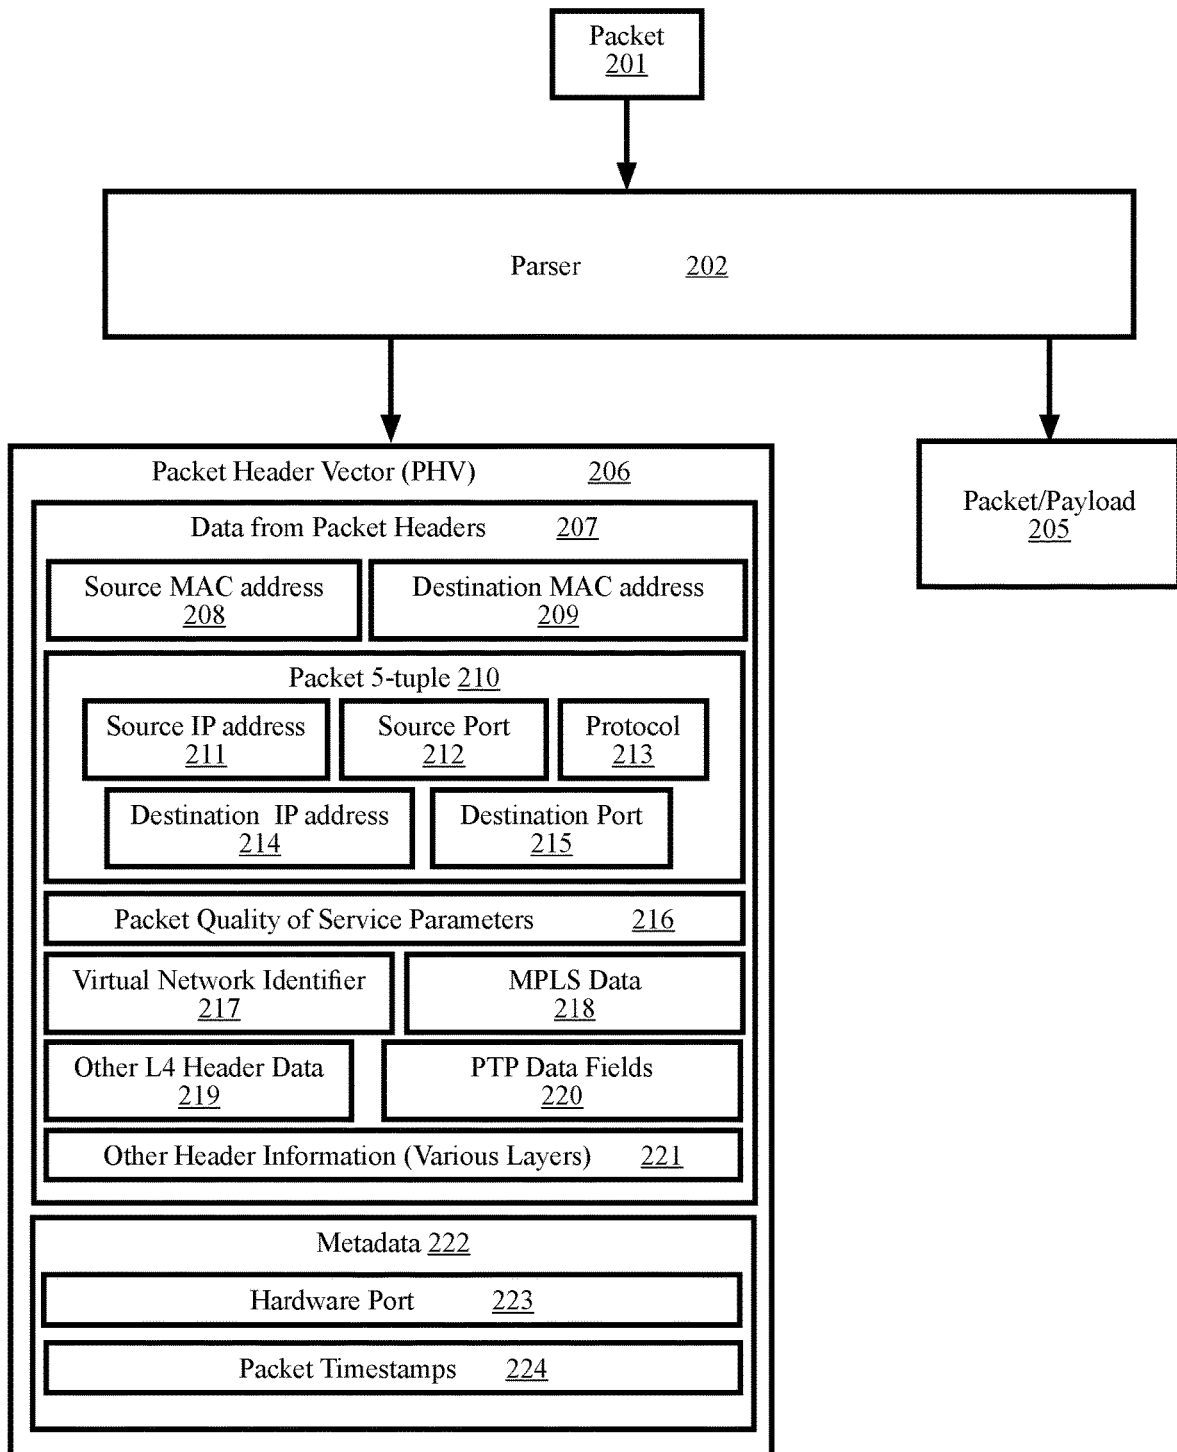 Packet
201
Parser 202
Packet Header Vector (PHV) 206
Data from Packet Headers 207
Source MAC address
208
Destination MAC address
209
Packet 5-tuple 210
Source IP address
211
Source Port
212
Protocol
213
Destination IP address
214
Destination Port
215
Packet Quality of Service Parameters 216
Virtual Network Identifier
217
MPLS Data
218
Other L4 Header Data
219
PTP Data Fields
220
Other Header Information (Various Layers) 221
Metadada 222
Hardware Port 223
Packet Timestamps 224
Packet/Payload
205